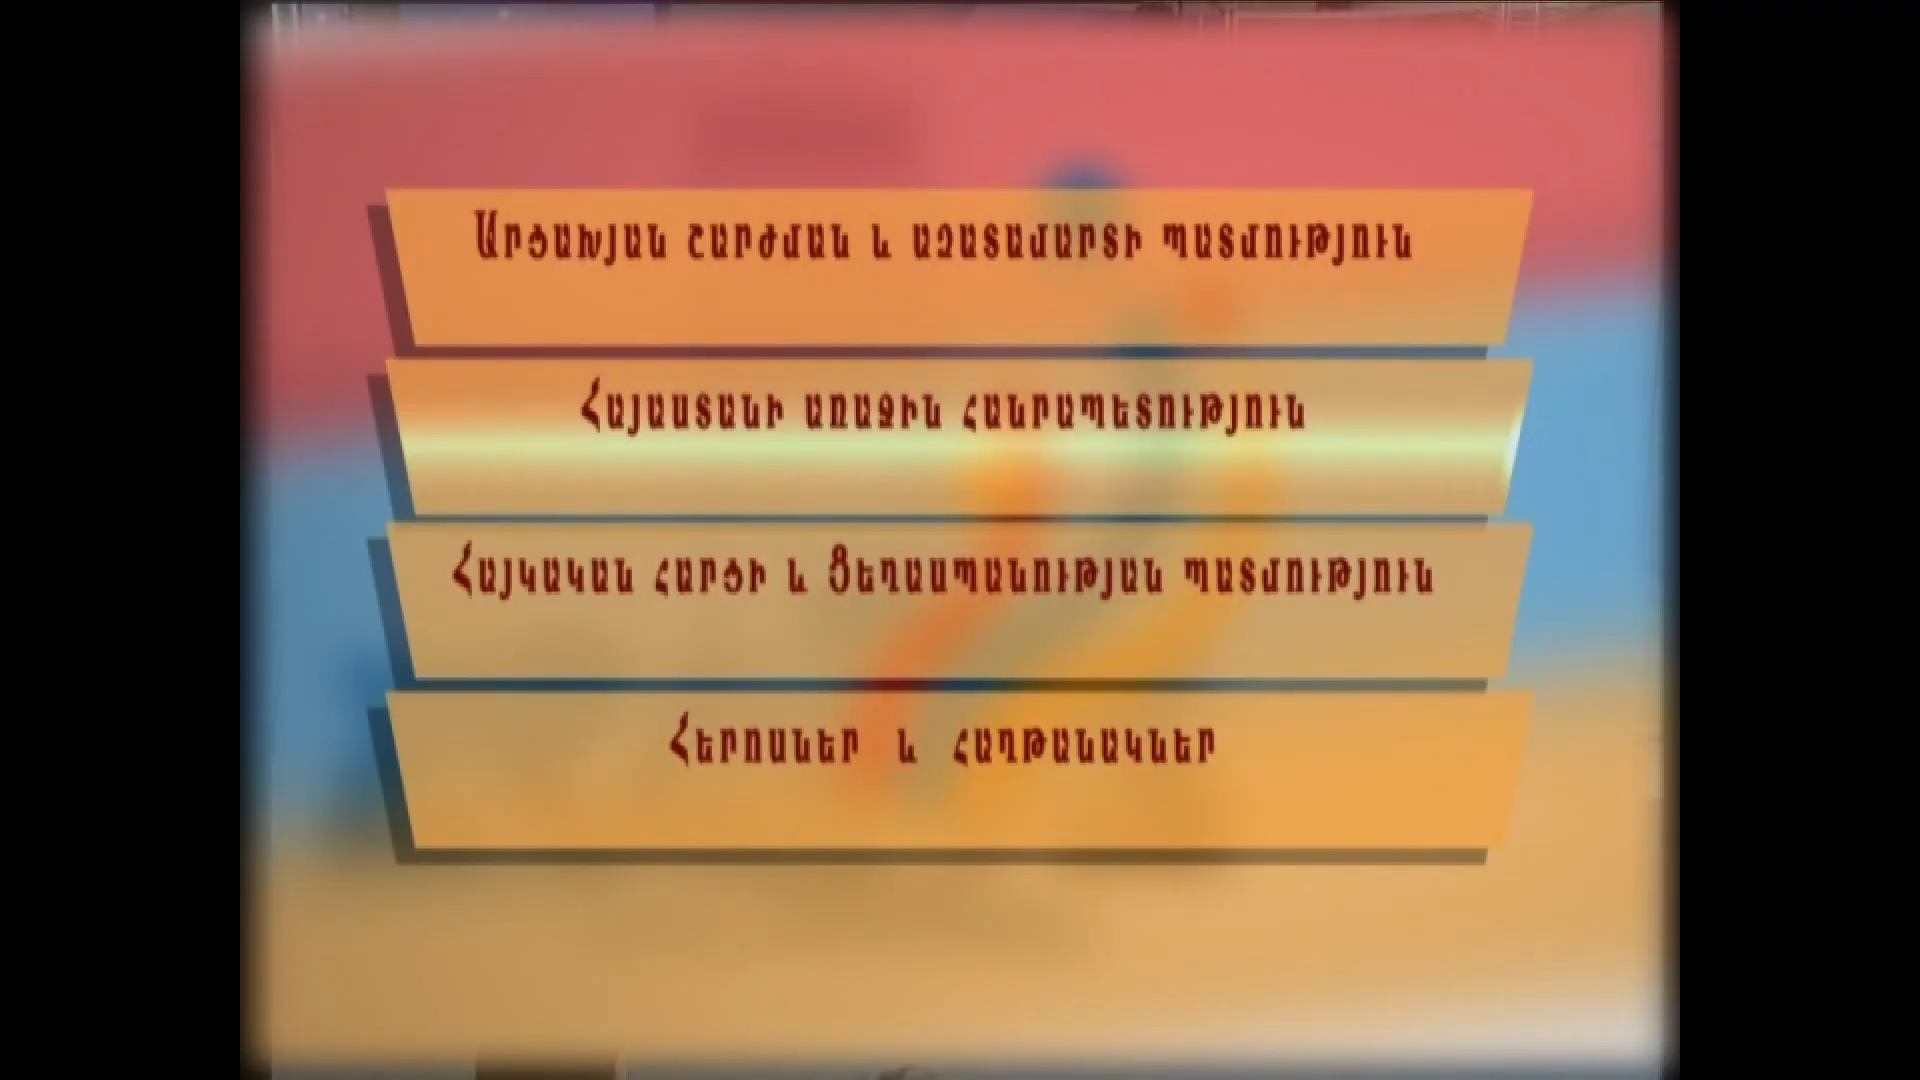 Արցախյան շարժման և ազատամարտի պատմություն
Հայաստանի առաջին հանրապետություն
Հայկական հարցի և Ցեղասպանության պատմություն
Հերոսներ և հաղթանակներ